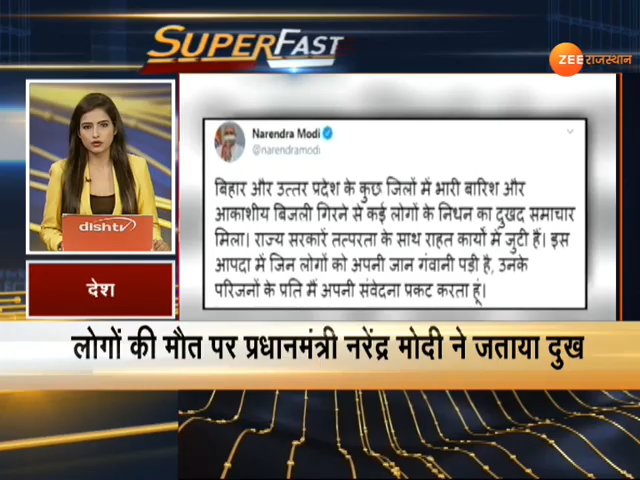 SUPERFAST
ZEE राजस्थान
Narendra Modi
@narendramodi
बिहार और उत्तर प्रदेश के कुछ जिलों में भारी बारिश और
आकाशीय बिजली गिरने से कई लोगों के निधन का दुखद समाचार
मिला। राज्य सरकारें तत्परता के साथ राहत कार्यों में जुटी हैं। इस
आपदा में जिन लोगों को अपनी जान गंवानी पड़ी है, उनके
परिजनों के प्रति मैं अपनी संवेदना प्रकट करता हूं।
dishtv
देश
लोगों की मौत पर प्रधानमंत्री नरेंद्र मोदी ने जताया दुख